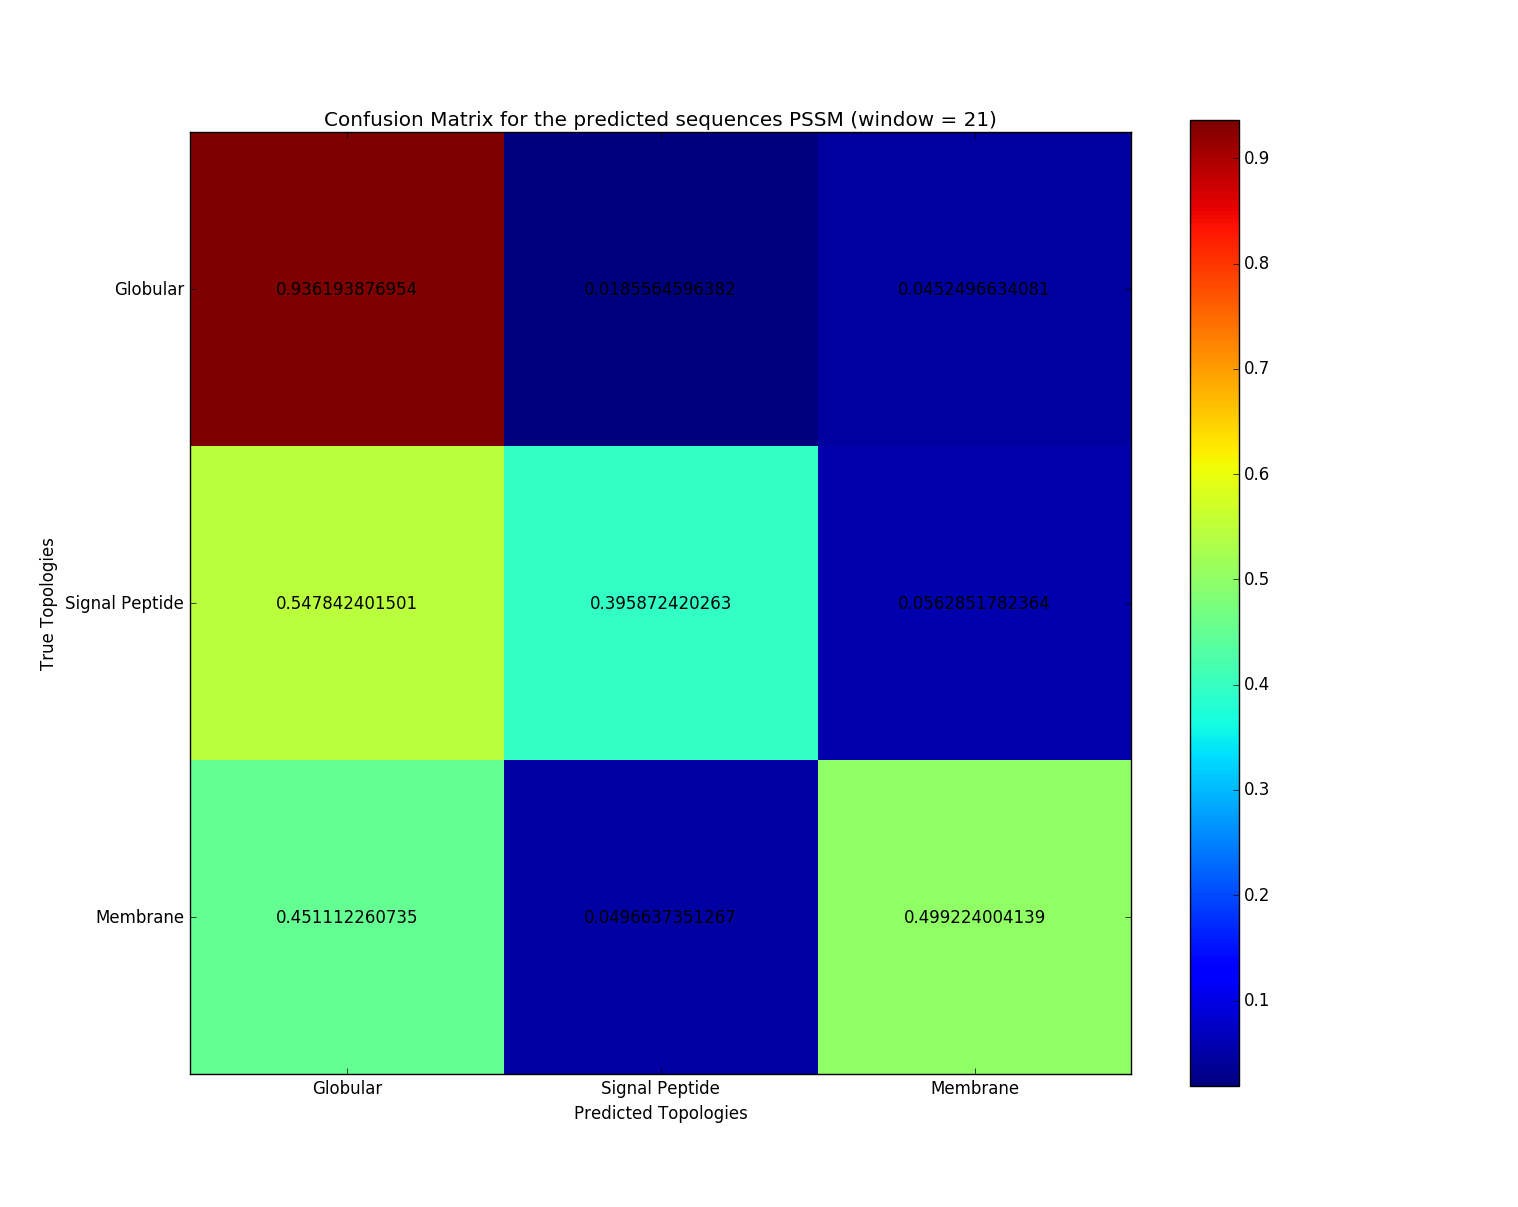 Confusion Matrix for the predicted sequences PSSM (window = 21)
0.9
0.8
0.7
0.6
0.5
0.4
0.3
0.2
0.1
True Topologies
Globular
0.936193876954 0.0185564596382 0.0452496634081
Signal Peptide
0.547842401501 0.395872420263 0.0562851782364
Membrane
0.451112260735 0.0496637351267 0.499224004139
Globular Signal Peptide Membrane
Predicted Topologies